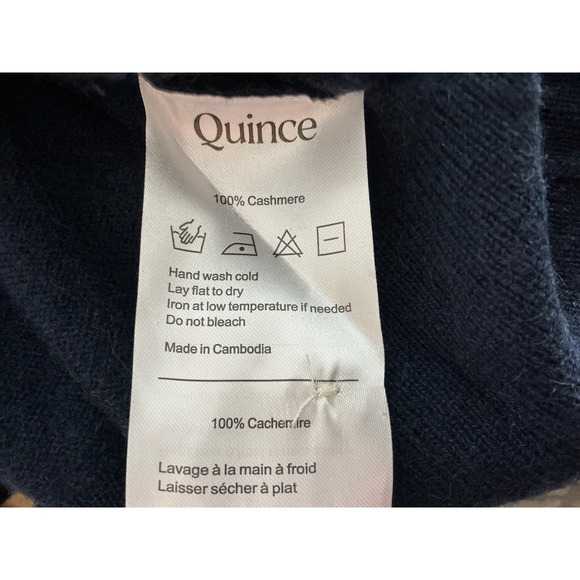 Quince
100% Cashmere
Hand wash cold
Lay flat to dry
Iron at low temperature if needed
Do not bleach
Made in Cambodia
100% Cachemire
Lavage à la main à froid
Laisser sécher à plat